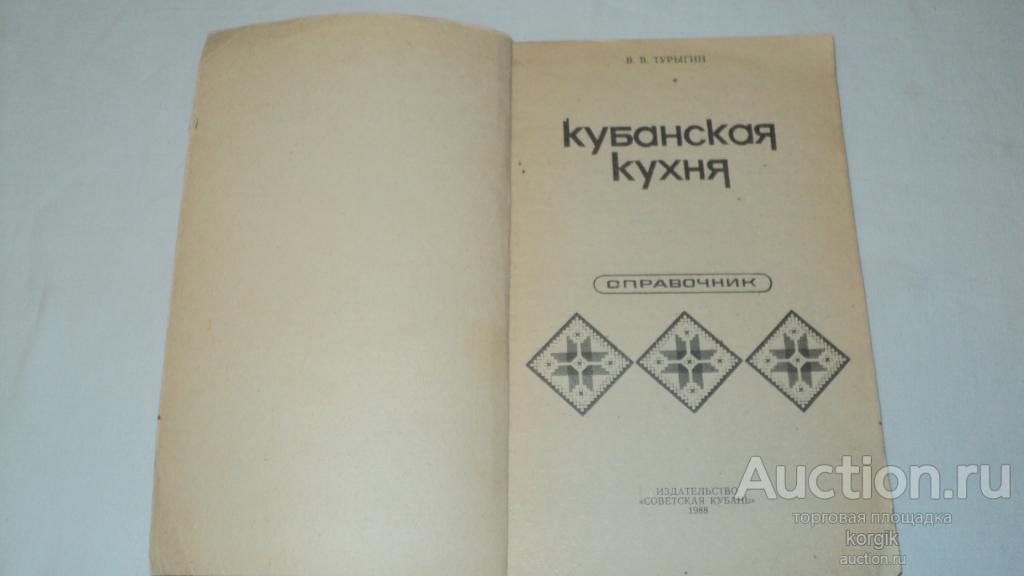 В. В. ТУРЫГИН
кубанская
кухня
СПРАВОЧНИК
ИЗДАТЕЛЬСТВО
«СОВЕТСКАЯ КУБАНЬ»
1988
Auction.ru
торговая площадка
korgik
auction.ru